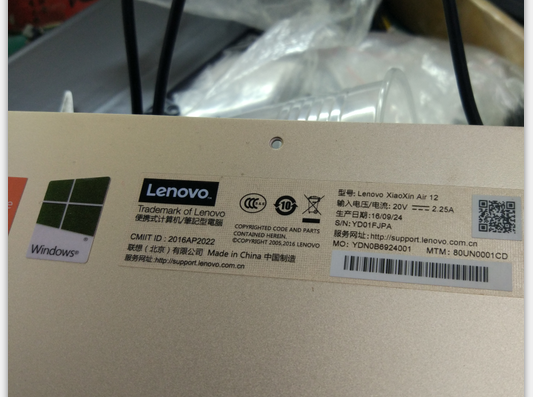 Windows®
Lenovo™
Trademark of Lenovo
便携式计算机/筆記型電腦
CMIIT ID : 2016AP2022
联想（北京）有限公司 Made in China 中国制造
服务网址:http://support.lenovo.com.cn
CCC
10
COPYRIGHTED CODE AND PARTS
CONTAINED HEREIN.
©COPYRIGHT 2005,2016 LENOVO
型号: Lenovo XiaoXin Air 12
输入电压/电流: 20V ⎓ 2.25A
生产日期:16/09/24
S/N: YD01FJPA
服务网址:http://support.lenovo.com.cn
MO: YDN0B6924001 MTM: 80UN0001CD